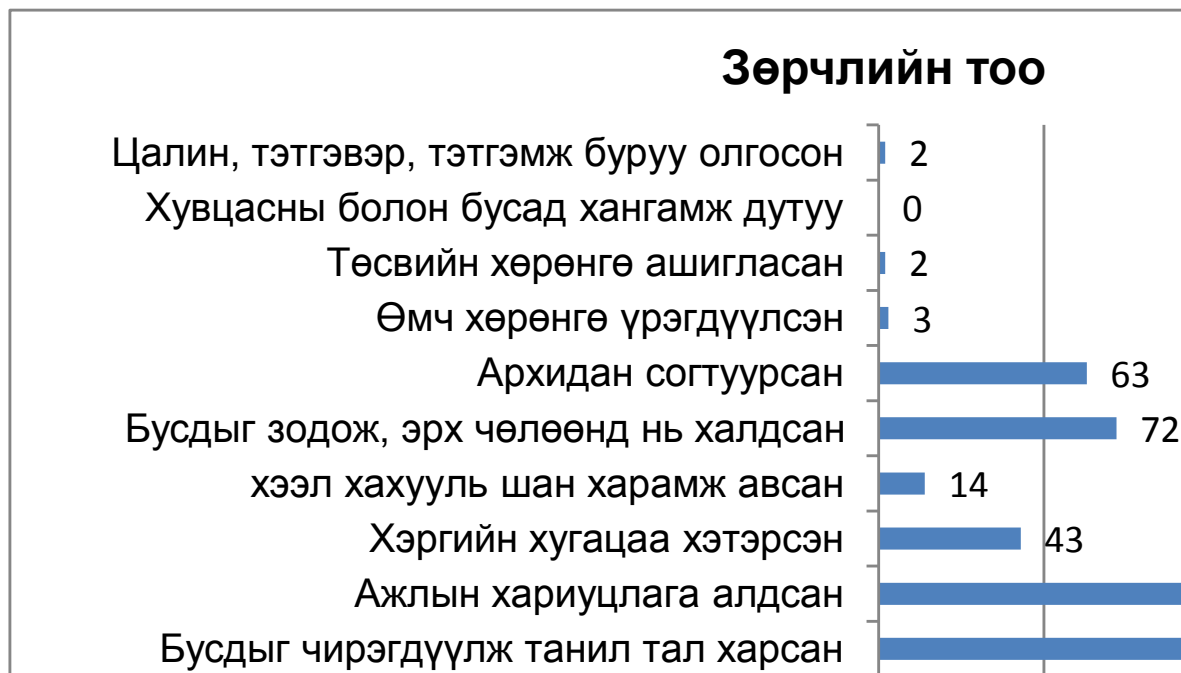 Зөрчлийн тоо
Цалин, тэтгэвэр, тэтгэмж буруу олгосон 2
Хувцасны болон бусад хангамж дутуу 0
Төсвийн хөрөнгө ашигласан 2
Өмч хөрөнгө үрэгдүүлсэн 3
Архидан согтуурсан 63
Бусдыг зодож, эрх чөлөөнд нь халдсан 72
хээл хахууль шан харамж авсан 14
Хэргийн хугацаа хэтэрсэн 43
Ажлын хариуцлага алдсан
Бусдыг чирэгдүүлж танил тал харсан